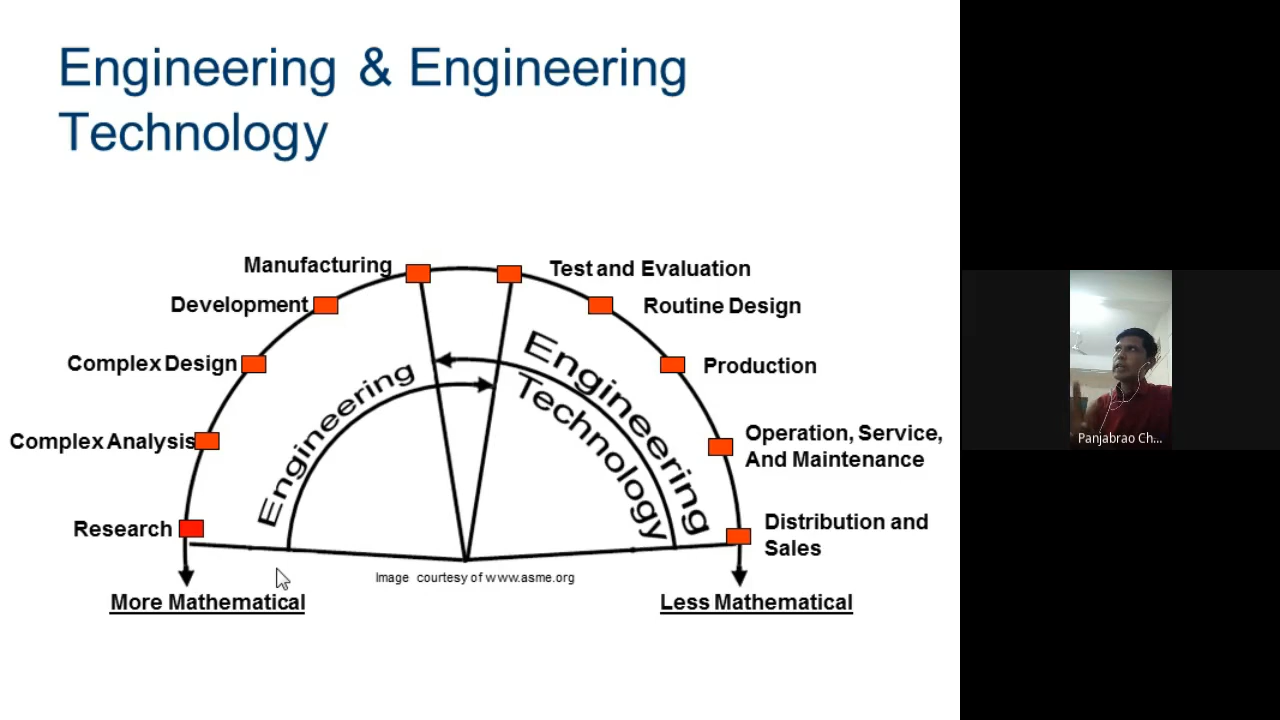 Engineering & Engineering
Technology
Manufacturing
Test and Evaluation
Development
Routine Design
Complex Design
Production
Complex Analysis
Operation, Service,
And Maintenance
Research
Distribution and
Sales
Engineering
Engineering
Technology
Image courtesy of www.asme.org
More Mathematical
Less Mathematical
Panjabrao Ch...